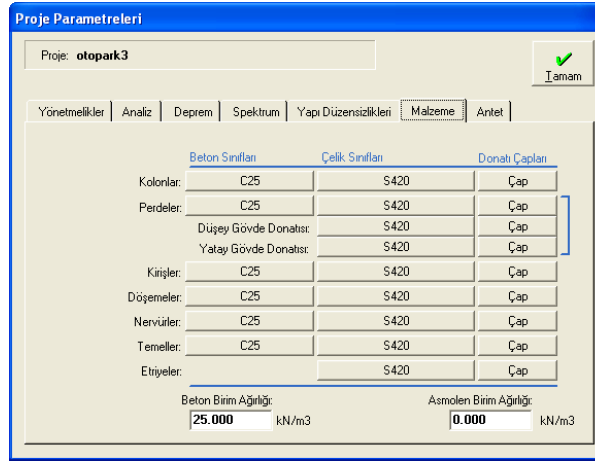 Proje Parametreleri
Proje: otopark3
Tamam
Yönetmelikler Analiz Deprem Spektrum Yapı Düzensizlikleri Malzeme Antet
Beton Sınıfları Çelik Sınıfları Donatı Çapları
Kolonlar: C25 S420 Çap
Perdeler: C25 S420 Çap
Düşey Gövde Donatısı: S420 Çap
Yatay Gövde Donatısı: S420 Çap
Kirişler: C25 S420 Çap
Döşemeler: C25 S420 Çap
Nervürler: C25 S420 Çap
Temeller: C25 S420 Çap
Etriyeler: S420 Çap
Beton Birim Ağırlığı: Asmolen Birim Ağırlığı:
25.000 kN/m3 0.000 kN/m3